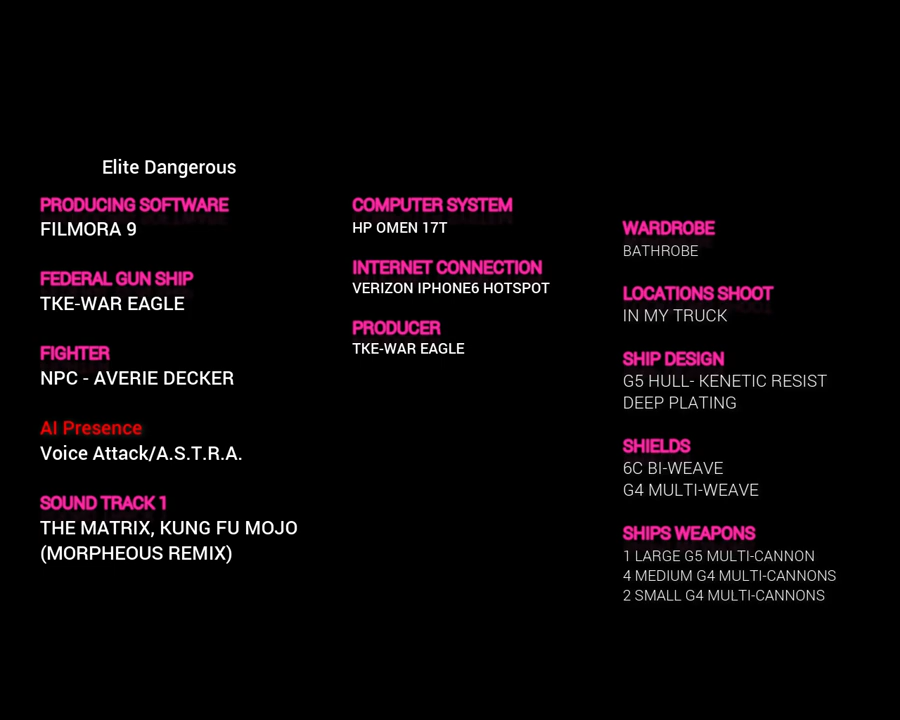 Elite Dangerous
PRODUCING SOFTWARE
FILMORA 9
FEDERAL GUN SHIP
TKE-WAR EAGLE
FIGHTER
NPC - AVERIE DECKER
AI Presence
Voice Attack/A.S.T.R.A.
SOUND TRACK 1
THE MATRIX, KUNG FU MOJO
(MORPHEOUS REMIX)
COMPUTER SYSTEM
HP OMEN 17T
INTERNET CONNECTION
VERIZON IPHONE6 HOTSPOT
PRODUCER
TKE-WAR EAGLE
WARDROBE
BATHROBE
LOCATIONS SHOOT
IN MY TRUCK
SHIP DESIGN
G5 HULL- KENETIC RESIST
DEEP PLATING
SHIELDS
6C BI-WEAVE
G4 MULTI-WEAVE
SHIPS WEAPONS
1 LARGE G5 MULTI-CANNON
4 MEDIUM G4 MULTI-CANNONS
2 SMALL G4 MULTI-CANNONS